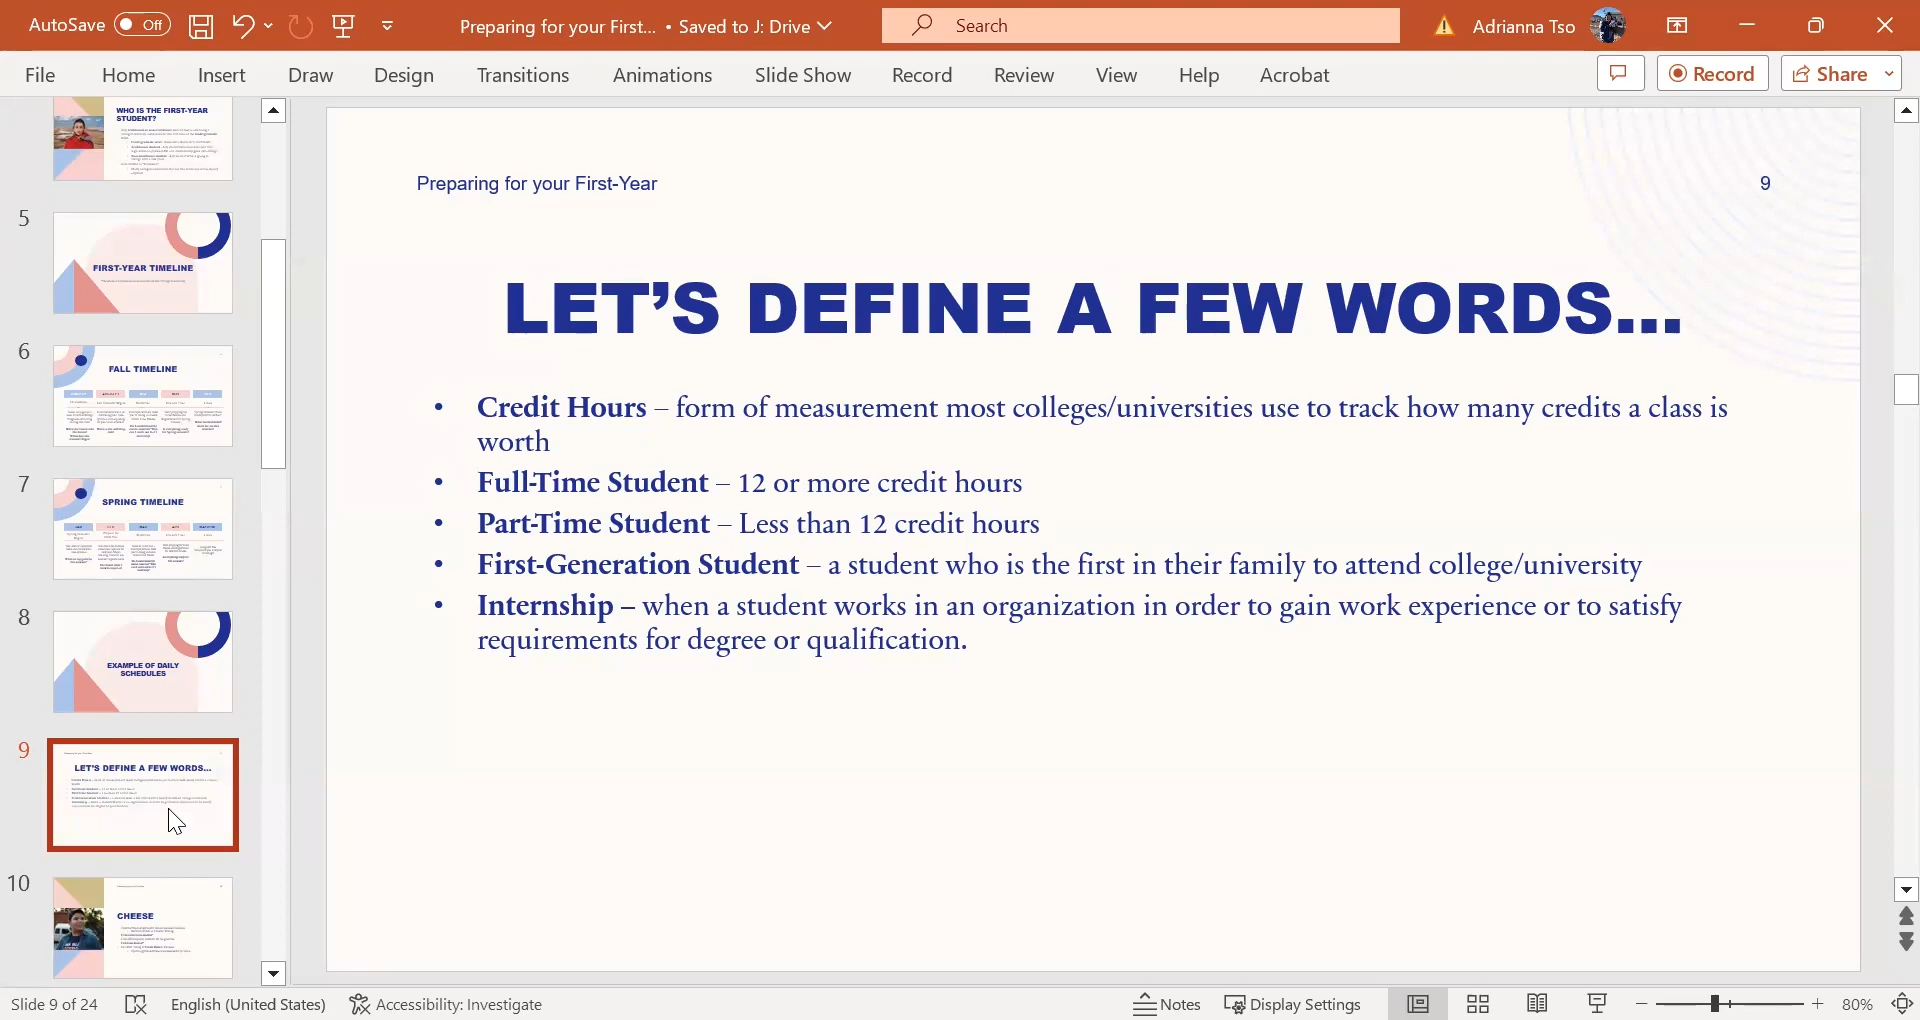 AutoSave Off
Preparing for your First... • Saved to J: Drive
Search
Adrianna Tso
File Home Insert Draw Design Transitions Animations Slide Show Record Review View Help Acrobat
Record
Share
WHO IS THE FIRST-YEAR
STUDENT?
5
FIRST-YEAR TIMELINE
6
FALL TIMELINE
7
SPRING TIMELINE
8
EXAMPLE OF DAILY
SCHEDULES
9
LET'S DEFINE A FEW WORDS...
10
CHEESE
Preparing for your First-Year
9
LET’S DEFINE A FEW WORDS...
• Credit Hours – form of measurement most colleges/universities use to track how many credits a class is
worth
• Full-Time Student – 12 or more credit hours
• Part-Time Student – Less than 12 credit hours
• First-Generation Student – a student who is the first in their family to attend college/university
• Internship – when a student works in an organization in order to gain work experience or to satisfy
requirements for degree or qualification.
Slide 9 of 24
English (United States)
Accessibility: Investigate
Notes
Display Settings
80%